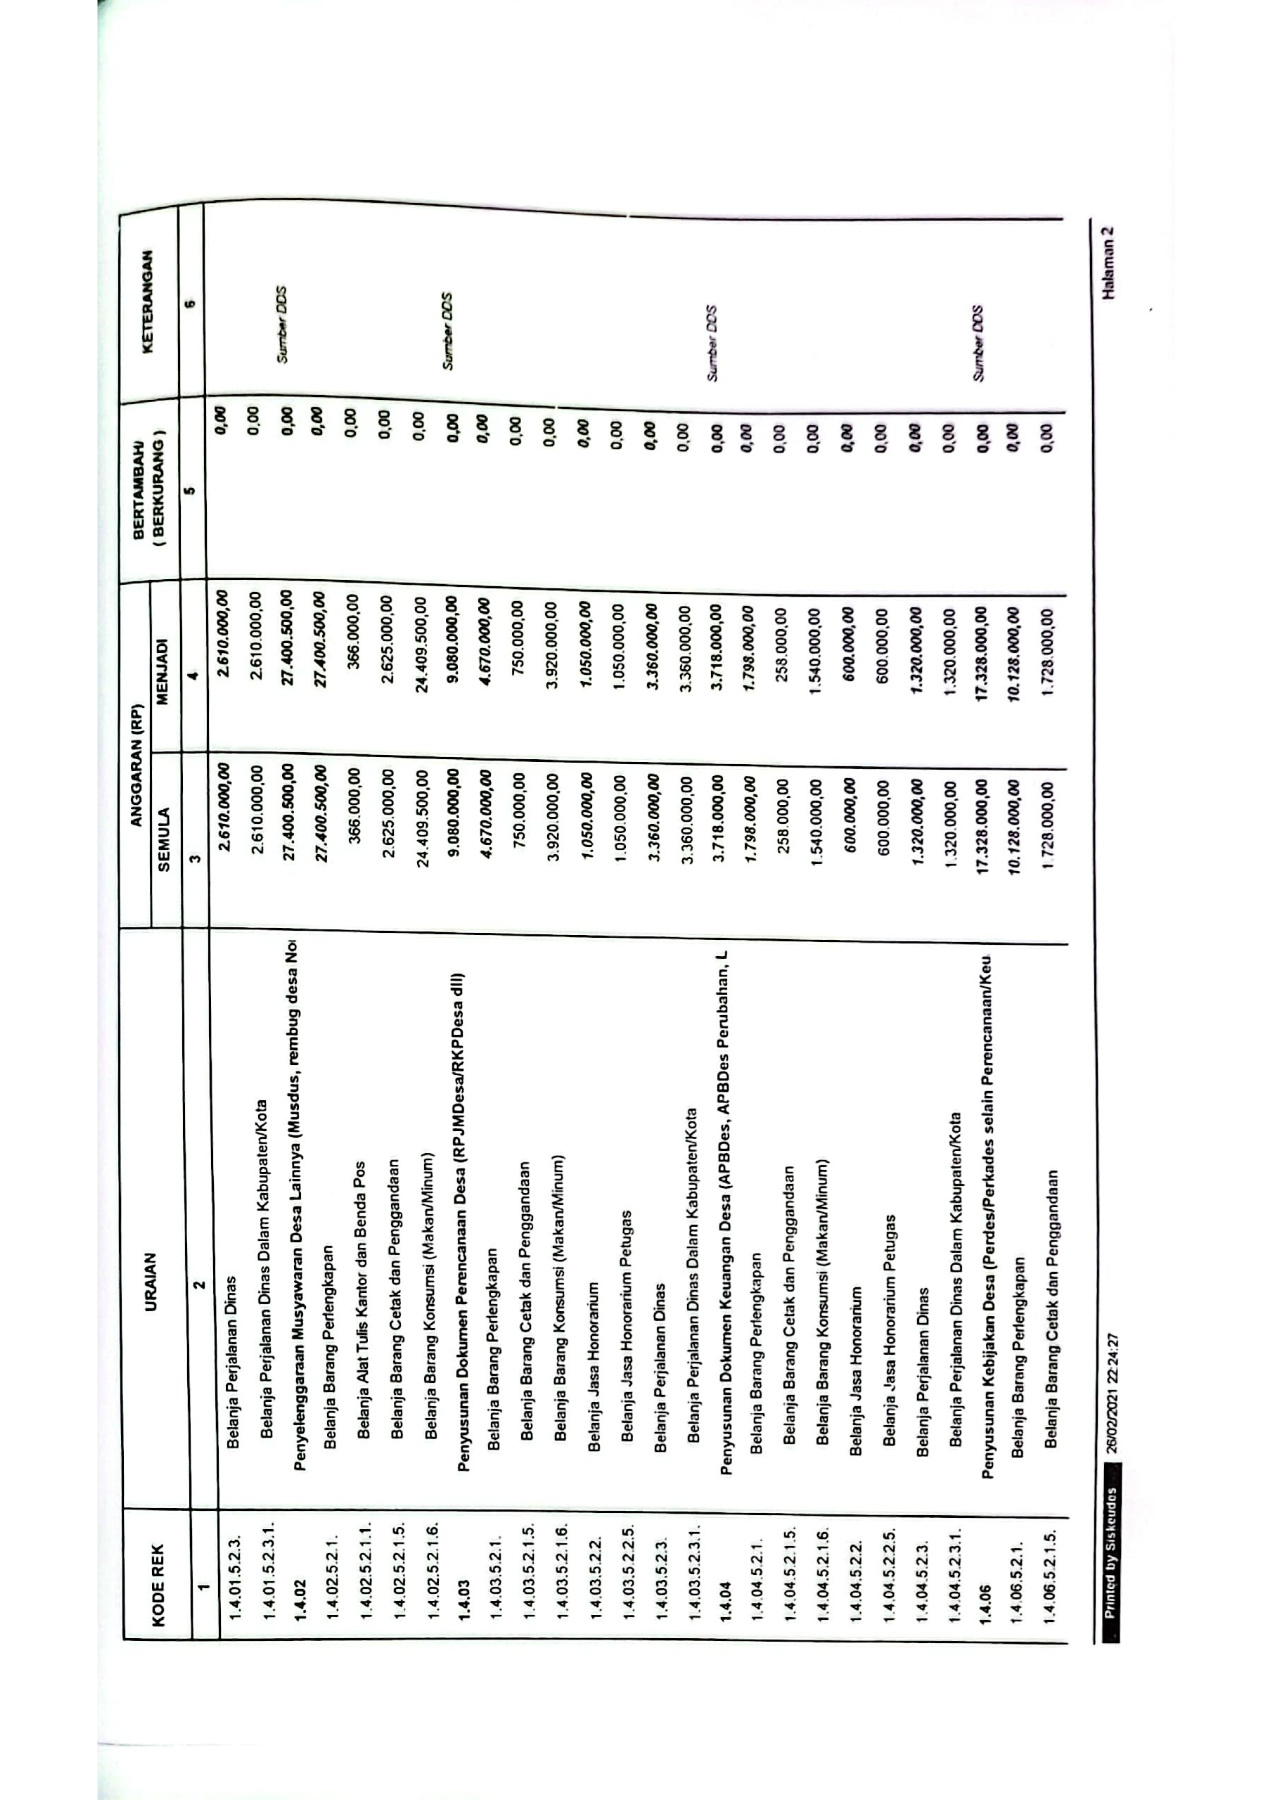 KODE REK URAIAN ANGGARAN (RP) BERTAMBAH/ KETERANGAN
SEMULA MENJADI ( BERKURANG )
1 2 3 4 5 6
1.4.01.5.2.3. Belanja Perjalanan Dinas 2.610.000,00 2.610.000,00 0,00
1.4.01.5.2.3.1. Belanja Perjalanan Dinas Dalam Kabupaten/Kota 2.610.000,00 2.610.000,00 0,00
1.4.02 Penyelenggaraan Musyawaran Desa Lainnya (Musdus, rembug desa Nor 27.400.500,00 27.400.500,00 0,00 Sumber DDS
1.4.02.5.2.1. Belanja Barang Perlengkapan 27.400.500,00 27.400.500,00 0,00
1.4.02.5.2.1.1. Belanja Alat Tulis Kantor dan Benda Pos 366.000,00 366.000,00 0,00
1.4.02.5.2.1.5. Belanja Barang Cetak dan Penggandaan 2.625.000,00 2.625.000,00 0,00
1.4.02.5.2.1.6. Belanja Barang Konsumsi (Makan/Minum) 24.409.500,00 24.409.500,00 0,00
1.4.03 Penyusunan Dokumen Perencanaan Desa (RPJMDesa/RKPDesa dll) 9.080.000,00 9.080.000,00 0,00 Sumber DDS
1.4.03.5.2.1. Belanja Barang Perlengkapan 4.670.000,00 4.670.000,00 0,00
1.4.03.5.2.1.5. Belanja Barang Cetak dan Penggandaan 750.000,00 750.000,00 0,00
1.4.03.5.2.1.6. Belanja Barang Konsumsi (Makan/Minum) 3.920.000,00 3.920.000,00 0,00
1.4.03.5.2.2. Belanja Jasa Honorarium 1.050.000,00 1.050.000,00 0,00
1.4.03.5.2.2.5. Belanja Jasa Honorarium Petugas 1.050.000,00 1.050.000,00 0,00
1.4.03.5.2.3. Belanja Perjalanan Dinas 3.360.000,00 3.360.000,00 0,00
1.4.03.5.2.3.1. Belanja Perjalanan Dinas Dalam Kabupaten/Kota 3.360.000,00 3.360.000,00 0,00
1.4.04 Penyusunan Dokumen Keuangan Desa (APBDes, APBDes Perubahan, L 3.718.000,00 3.718.000,00 0,00 Sumber DDS
1.4.04.5.2.1. Belanja Barang Perlengkapan 1.798.000,00 1.798.000,00 0,00
1.4.04.5.2.1.5. Belanja Barang Cetak dan Penggandaan 258.000,00 258.000,00 0,00
1.4.04.5.2.1.6. Belanja Barang Konsumsi (Makan/Minum) 1.540.000,00 1.540.000,00 0,00
1.4.04.5.2.2. Belanja Jasa Honorarium 600.000,00 600.000,00 0,00
1.4.04.5.2.2.5. Belanja Jasa Honorarium Petugas 600.000,00 600.000,00 0,00
1.4.04.5.2.3. Belanja Perjalanan Dinas 1.320.000,00 1.320.000,00 0,00
1.4.04.5.2.3.1. Belanja Perjalanan Dinas Dalam Kabupaten/Kota 1.320.000,00 1.320.000,00 0,00
1.4.06 Penyusunan Kebijakan Desa (Perdes/Perkades selain Perencanaan/Keu 17.328.000,00 17.328.000,00 0,00 Sumber DDS
1.4.06.5.2.1. Belanja Barang Perlengkapan 10.128.000,00 10.128.000,00 0,00
1.4.06.5.2.1.5. Belanja Barang Cetak dan Penggandaan 1.728.000,00 1.728.000,00 0,00
Printed by Siskeudes 26/02/2021 22:24:27 Halaman 2